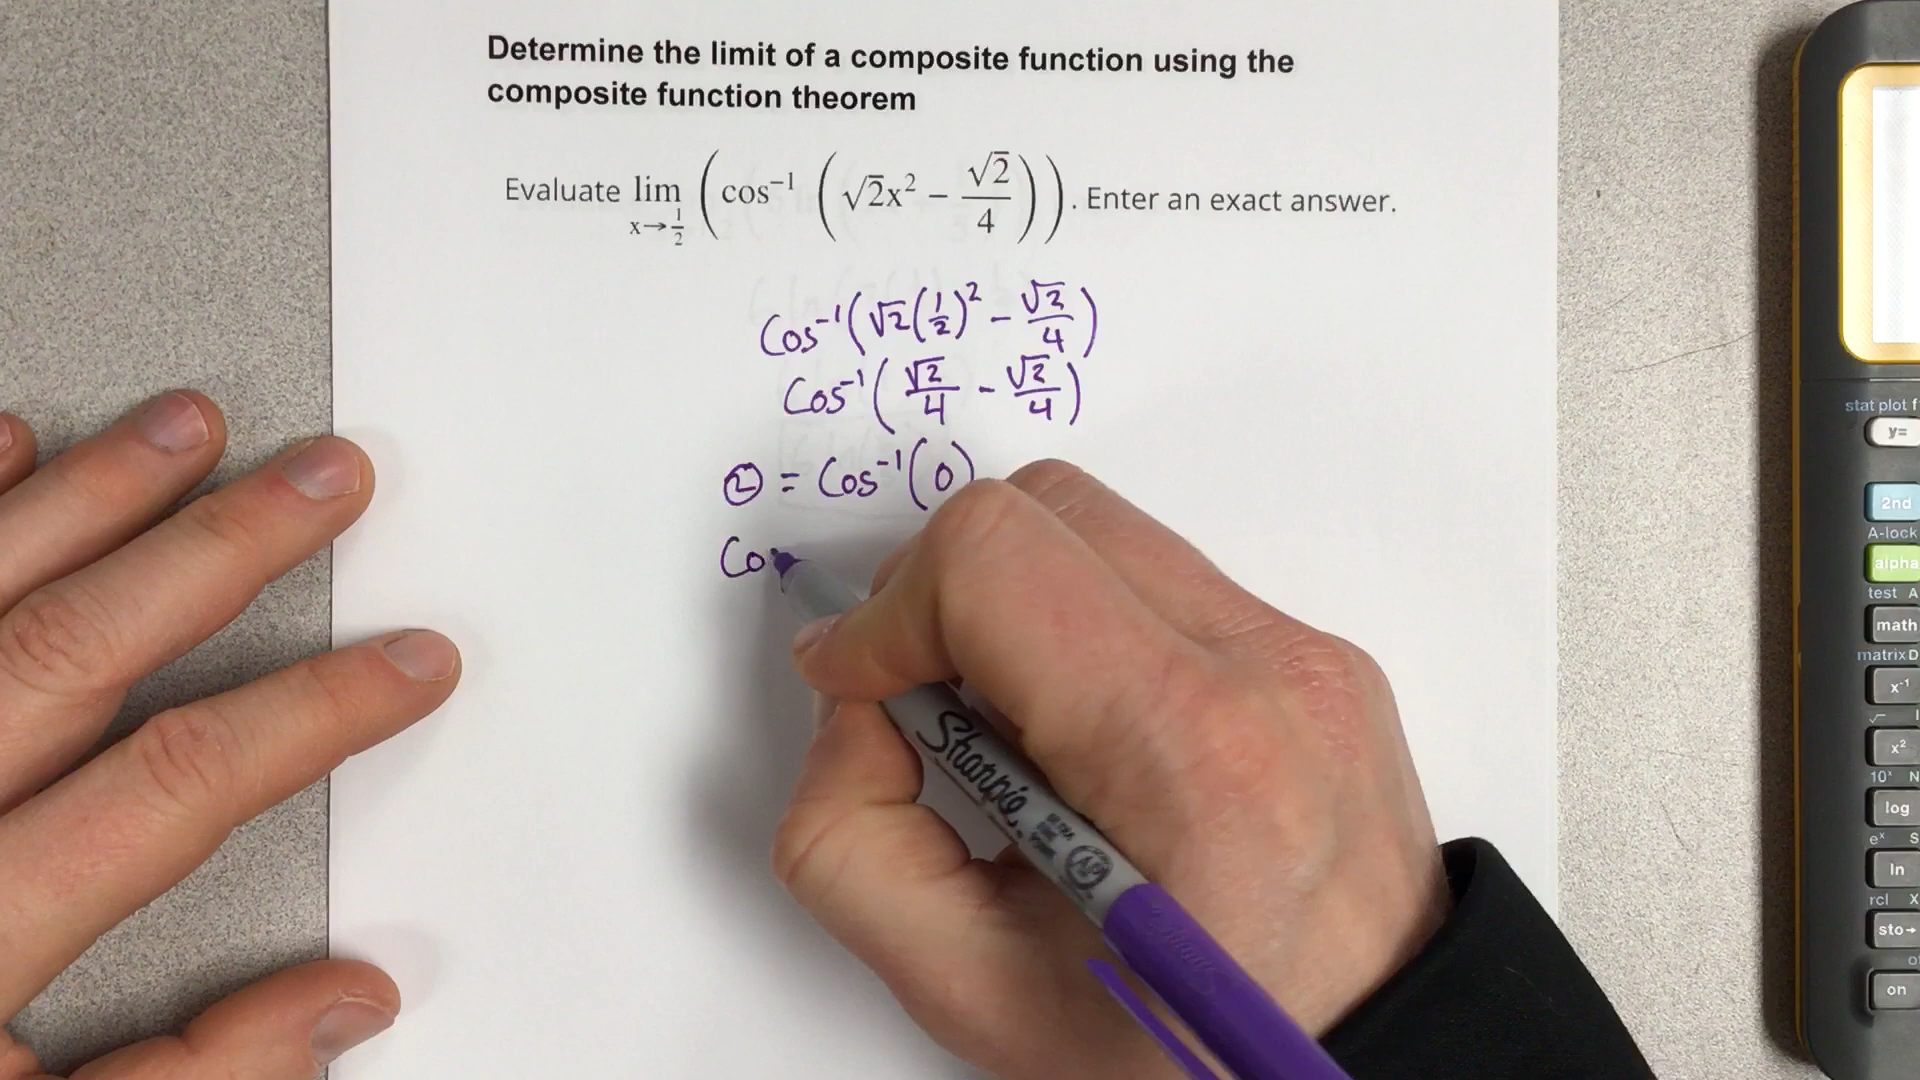 Determine the limit of a composite function using the
composite function theorem
Evaluate lim x→1/2 (cos⁻¹ (√2x² − √2/4)). Enter an exact answer.
Cos⁻¹(√2(1/2)² − √2/4)
Cos⁻¹(√2/4 − √2/4)
= Cos⁻¹(0)
Co
Sharpie.
AP
stat plot f
y=
2nd
A-lock
alpha
test A
math
matrix D
x⁻¹
√
x²
10ˣ N
log
eˣ S
ln
rcl X
sto→
on